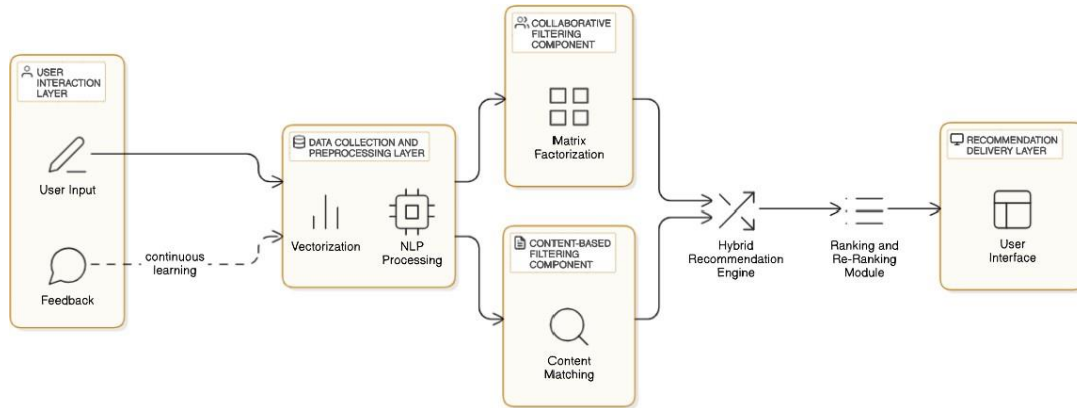 USER
INTERACTION
LAYER
User Input
continuous
learning
Feedback
DATA COLLECTION AND
PREPROCESSING LAYER
Vectorization
NLP
Processing
COLLABORATIVE
FILTERING
COMPONENT
Matrix
Factorization
CONTENT-BASED
FILTERING
COMPONENT
Content
Matching
Hybrid
Recommendation
Engine
Ranking and
Re-Ranking
Module
RECOMMENDATION
DELIVERY LAYER
User
Interface